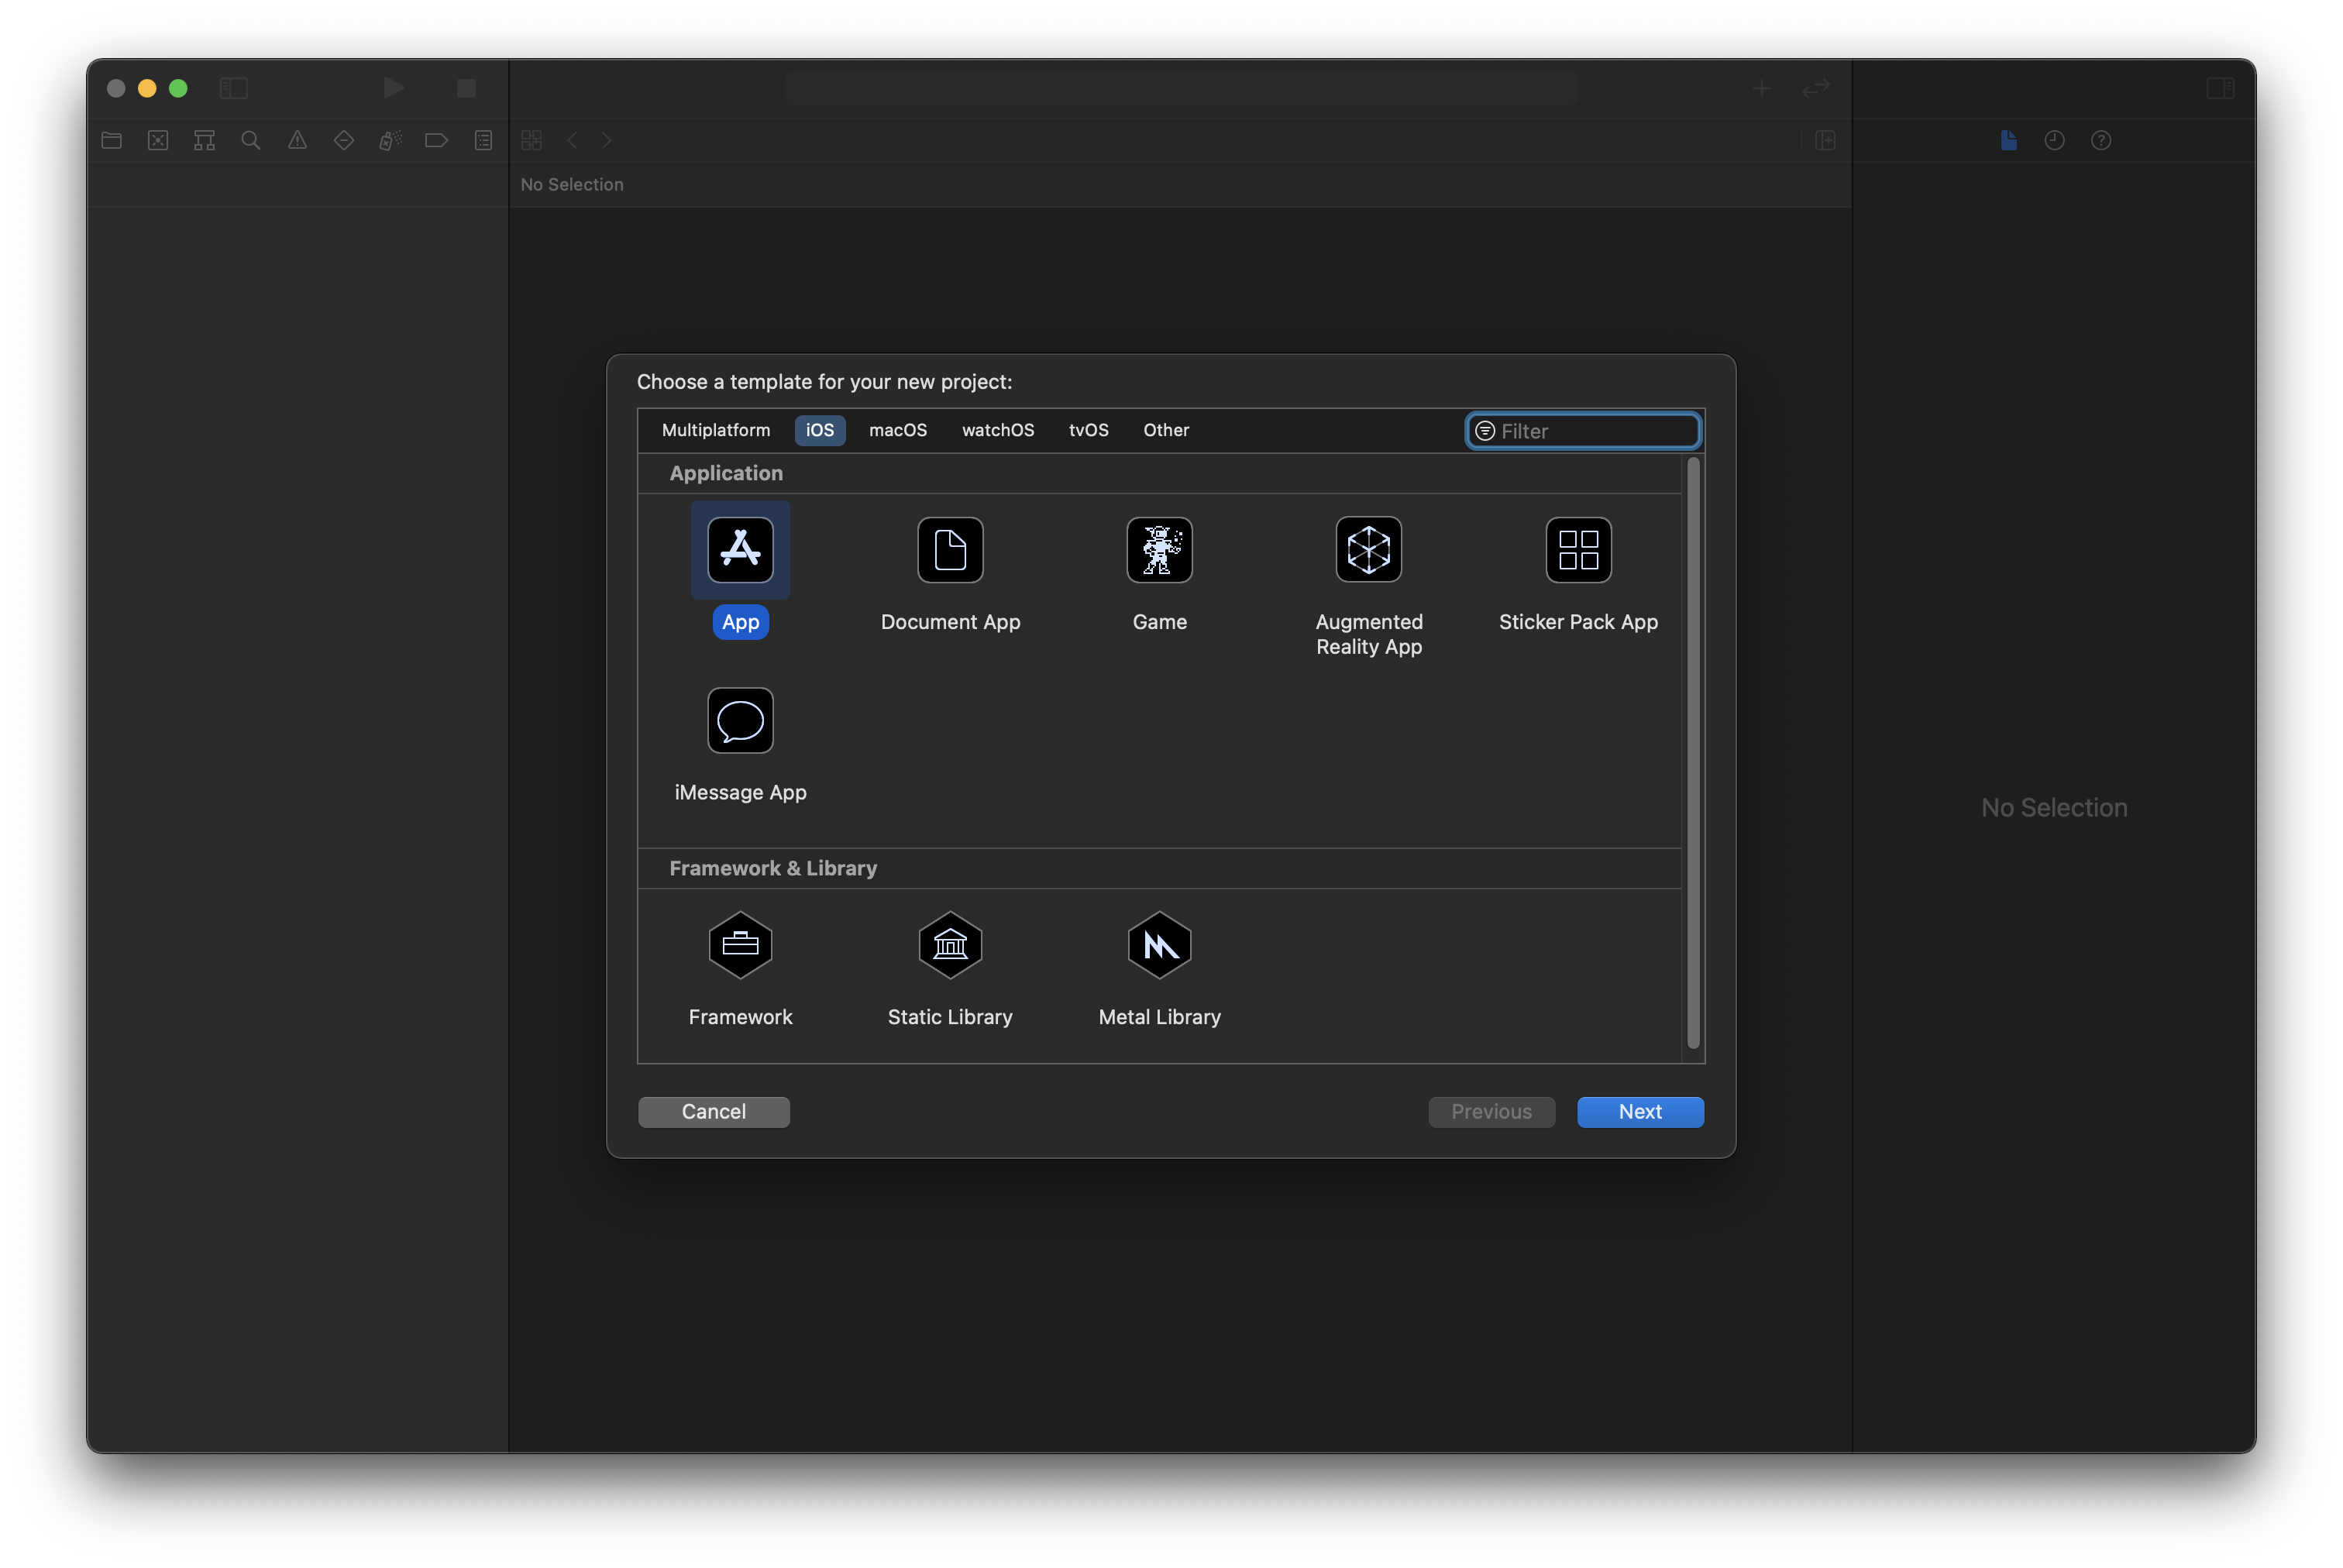 No Selection
Choose a template for your new project:
Multiplatform iOS macOS watchOS tvOS Other Filter
Application
App Document App Game Augmented Reality App Sticker Pack App
iMessage App
Framework & Library
Framework Static Library Metal Library
Cancel Previous Next
No Selection